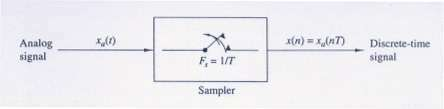 Analog
signal
xₐ(t)
Fₛ = 1/T
Sampler
x(n) = xₐ(nT)
Discrete-time
signal